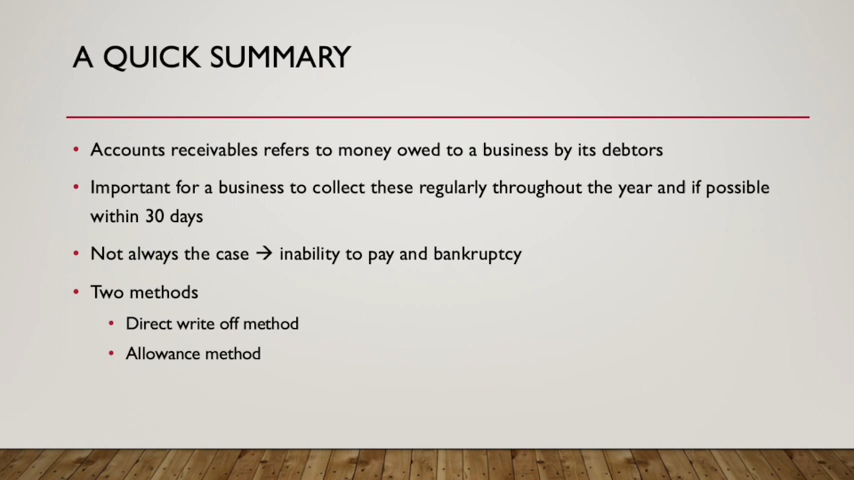 A QUICK SUMMARY
• Accounts receivables refers to money owed to a business by its debtors
• Important for a business to collect these regularly throughout the year and if possible
within 30 days
• Not always the case → inability to pay and bankruptcy
• Two methods
• Direct write off method
• Allowance method